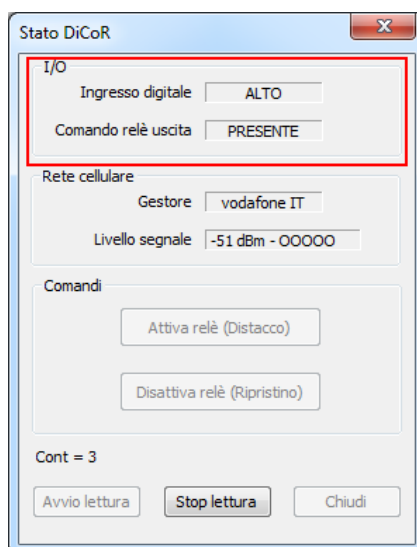 Stato DiCoR
I/O
Ingresso digitale ALTO
Comando relè uscita PRESENTE
Rete cellulare
Gestore vodafone IT
Livello segnale -51 dBm - OOOOO
Comandi
Attiva relè (Distacco)
Disattiva relè (Ripristino)
Cont = 3
Avvio lettura Stop lettura Chiudi